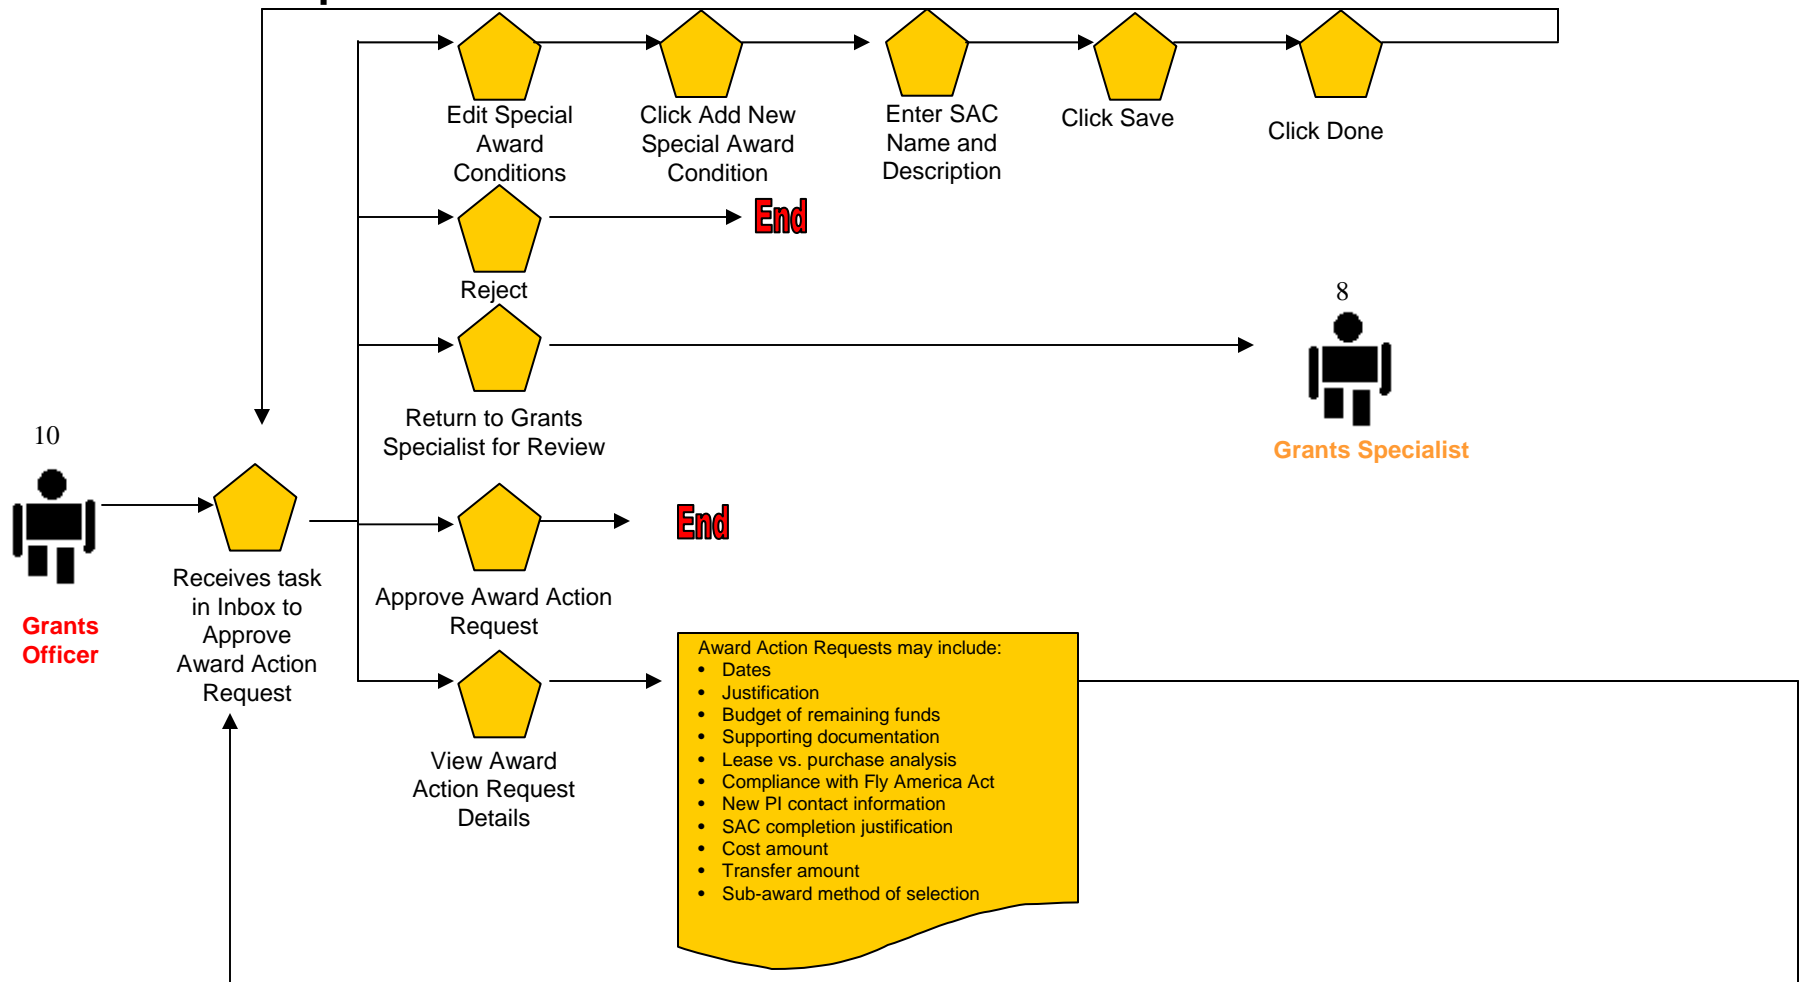 Edit Special
Award
Conditions
Click Add New
Special Award
Condition
Enter SAC
Name and
Description
Click Save
Click Done
End
Reject
8
Return to Grants
Specialist for Review
Grants Specialist
10
Grants
Officer
Receives task
in Inbox to
Approve
Award Action
Request
End
Approve Award Action
Request
View Award
Action Request
Details
Award Action Requests may include:
• Dates
• Justification
• Budget of remaining funds
• Supporting documentation
• Lease vs. purchase analysis
• Compliance with Fly America Act
• New PI contact information
• SAC completion justification
• Cost amount
• Transfer amount
• Sub-award method of selection